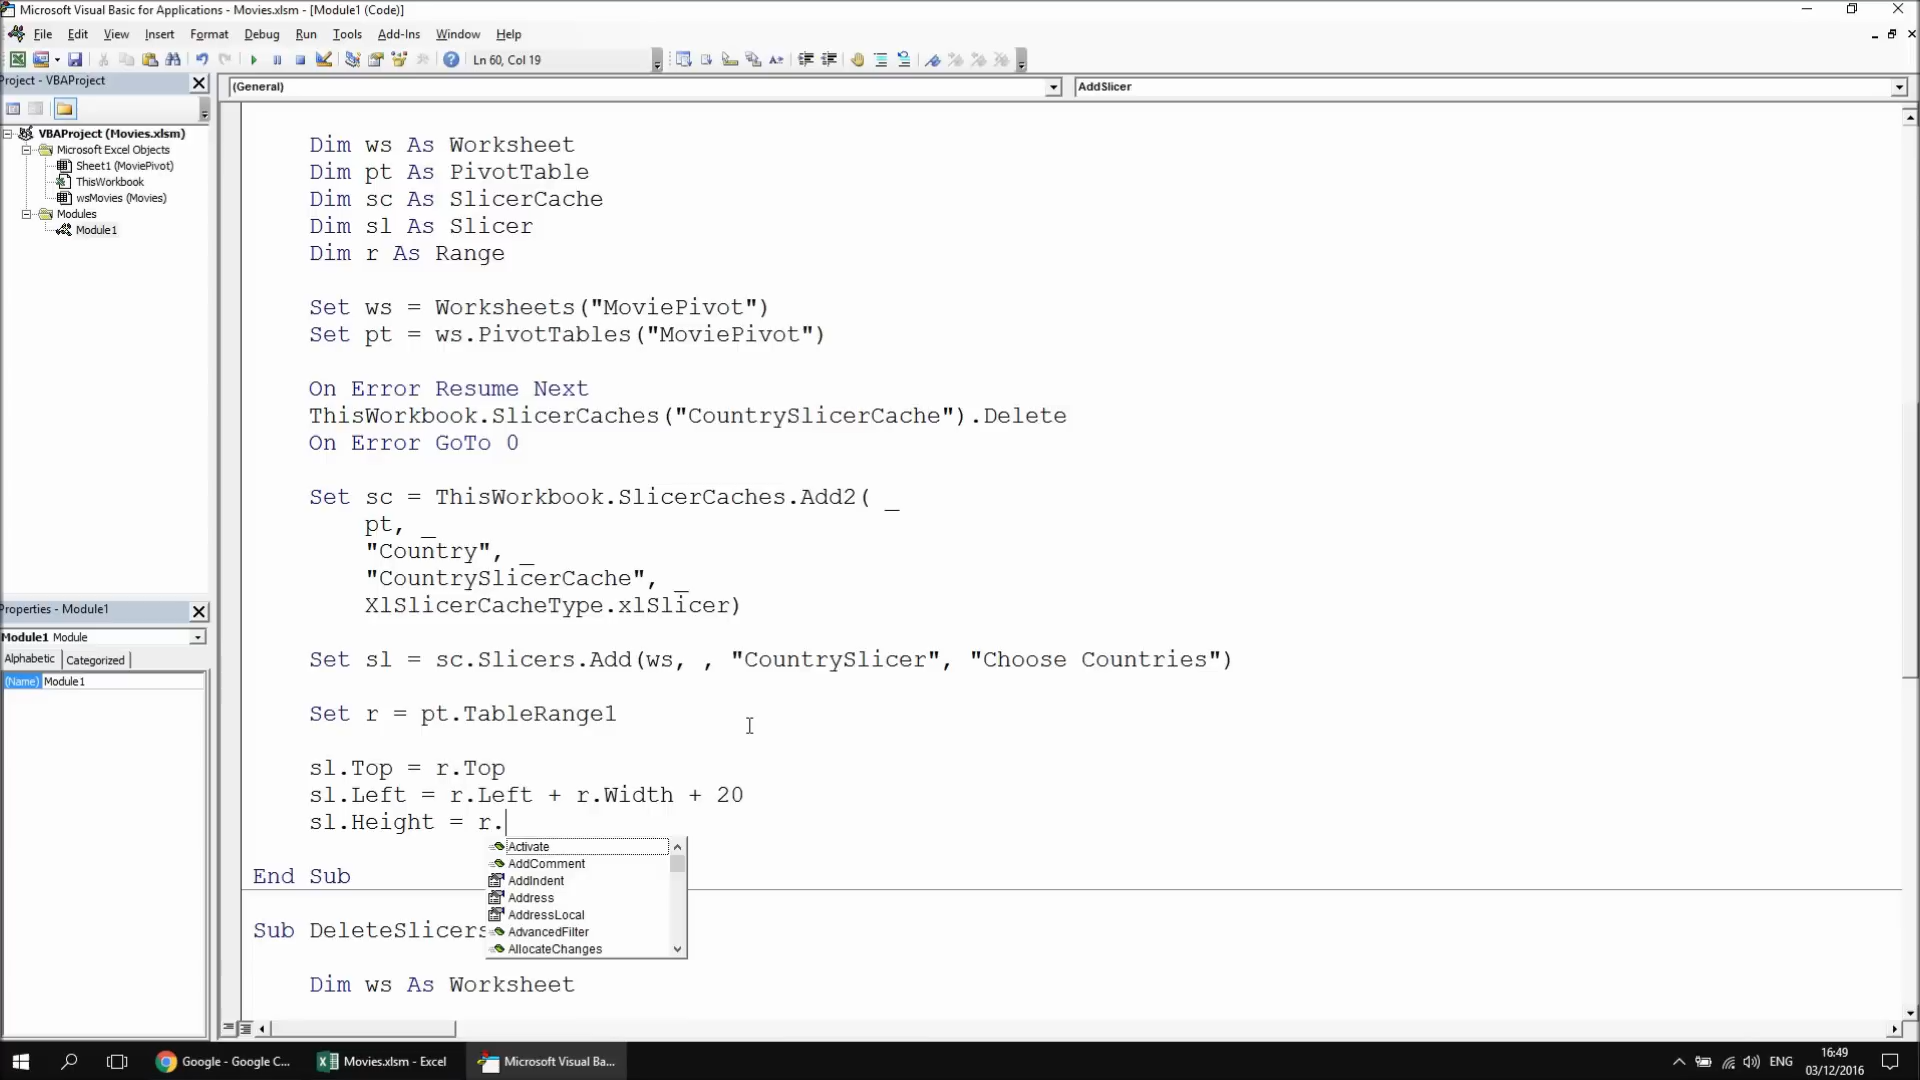 Microsoft Visual Basic for Applications - Movies.xlsm - [Module1 (Code)]
File Edit View Insert Format Debug Run Tools Add-Ins Window Help
Ln 60, Col 19
Project - VBAProject
(General)
AddSlicer
VBAProject (Movies.xlsm)
Microsoft Excel Objects
Sheet1 (MoviePivot)
ThisWorkbook
wsMovies (Movies)
Modules
Module1
Properties - Module1
Module1 Module
Alphabetic Categorized
(Name) Module1
Dim ws As Worksheet
Dim pt As PivotTable
Dim sc As SlicerCache
Dim sl As Slicer
Dim r As Range
Set ws = Worksheets("MoviePivot")
Set pt = ws.PivotTables("MoviePivot")
On Error Resume Next
ThisWorkbook.SlicerCaches("CountrySlicerCache").Delete
On Error GoTo 0
Set sc = ThisWorkbook.SlicerCaches.Add2( _
pt, _
"Country", _
"CountrySlicerCache", _
XlSlicerCacheType.xlSlicer)
Set sl = sc.Slicers.Add(ws, , "CountrySlicer", "Choose Countries")
Set r = pt.TableRange1
sl.Top = r.Top
sl.Left = r.Left + r.Width + 20
sl.Height = r.
Activate
AddComment
AddIndent
Address
AddressLocal
AdvancedFilter
AllocateChanges
End Sub
Sub DeleteSlicers
Dim ws As Worksheet
Google - Google C...
Movies.xlsm - Excel
Microsoft Visual Ba...
ENG
16:49
03/12/2016